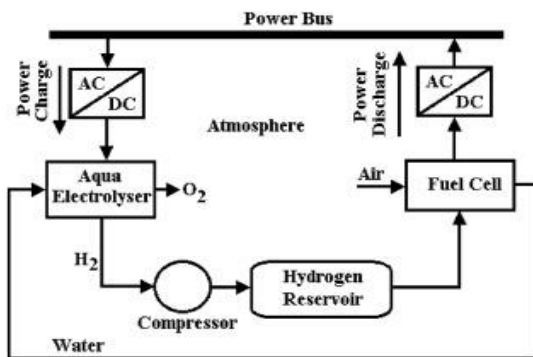 Power Bus
Power
Charge
AC
DC
Atmosphere
Power
Discharge
AC
DC
Aqua
Electrolyser
O2
Air
Fuel Cell
H2
Compressor
Hydrogen
Reservoir
Water